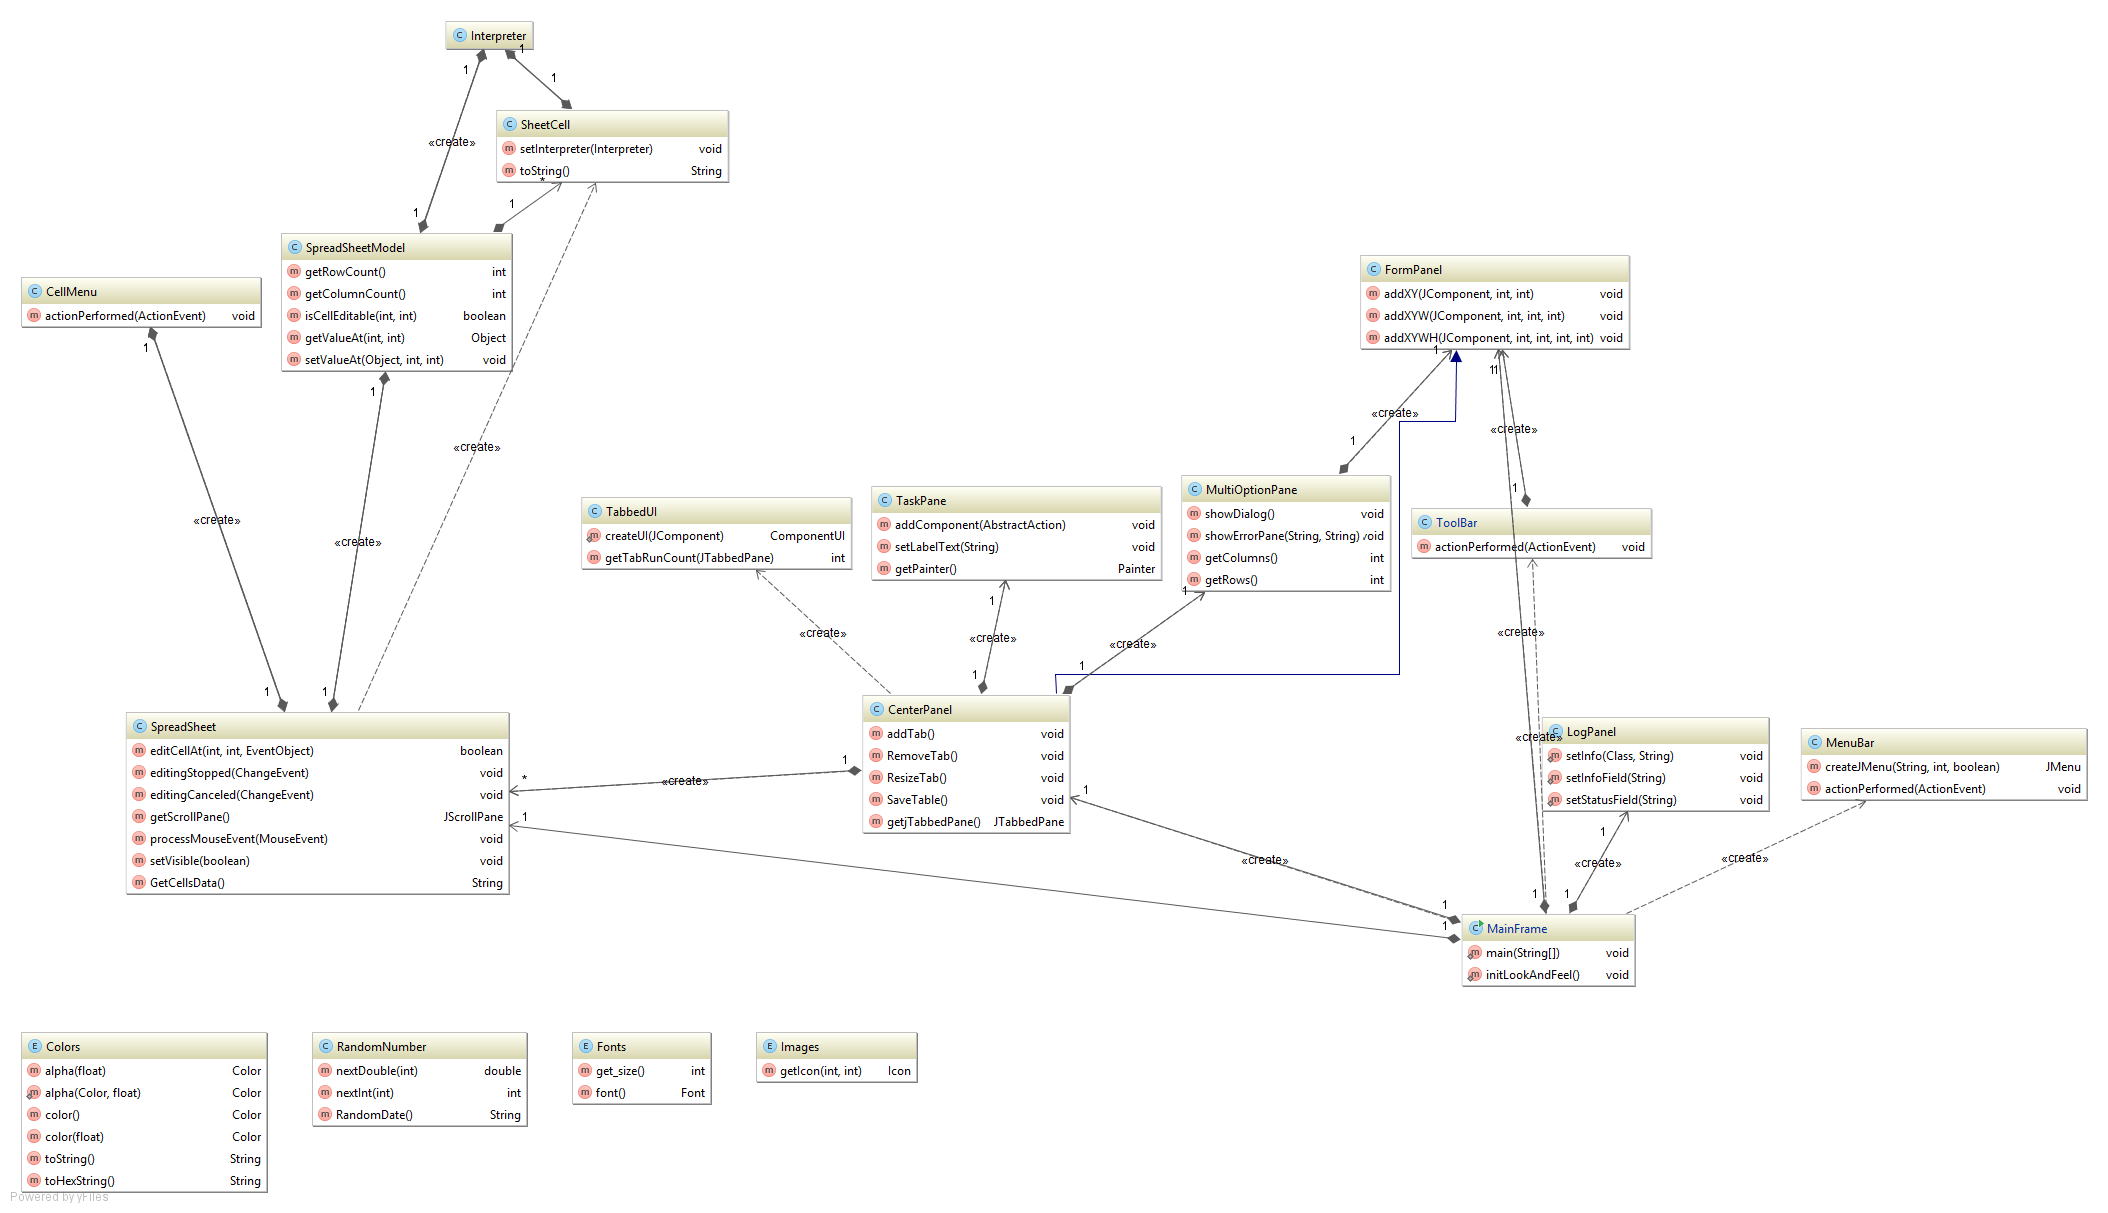 Interpreter
1
1
1
1
SheetCell
setInterpreter(Interpreter) void
toString() String
«create»
*
1
1
SpreadSheetModel
getRowCount() int
getColumnCount() int
isCellEditable(int, int) boolean
getValueAt(int, int) Object
setValueAt(Object, int, int) void
CellMenu
actionPerformed(ActionEvent) void
1
1
FormPanel
addXY(JComponent, int, int) void
addXYW(JComponent, int, int, int) void
addXYWH(JComponent, int, int, int, int) void
1
11
«create»
«create»
1
«create»
«create»
«create»
1
MultiOptionPane
showDialog() void
showErrorPane(String, String) void
getColumns() int
getRows() int
TaskPane
addComponent(AbstractAction) void
setLabelText(String) void
getPainter() Painter
TabbedUI
createUI(JComponent) ComponentUI
getTabRunCount(JTabbedPane) int
ToolBar
actionPerformed(ActionEvent) void
1
1
«create»
«create»
«create»
«create»
1
1
1
1
SpreadSheet
editCellAt(int, int, EventObject) boolean
editingStopped(ChangeEvent) void
editingCanceled(ChangeEvent) void
getScrollPane() JScrollPane
processMouseEvent(MouseEvent) void
setVisible(boolean) void
GetCellsData() String
CenterPanel
addTab() void
RemoveTab() void
ResizeTab() void
SaveTable() void
getjTabbedPane() JTabbedPane
«create»
LogPanel
setInfo(Class, String) void
setInfoField(String) void
setStatusField(String) void
MenuBar
createJMenu(String, int, boolean) JMenu
actionPerformed(ActionEvent) void
1
*
«create»
1
1
1
«create»
«create»
«create»
1
1
1
1
MainFrame
main(String[]) void
initLookAndFeel() void
Colors
alpha(float) Color
alpha(Color, float) Color
color() Color
color(float) Color
toString() String
toHexString() String
RandomNumber
nextDouble(int) double
nextInt(int) int
RandomDate() String
Fonts
get_size() int
font() Font
Images
getIcon(int, int) Icon
Powered by yFiles